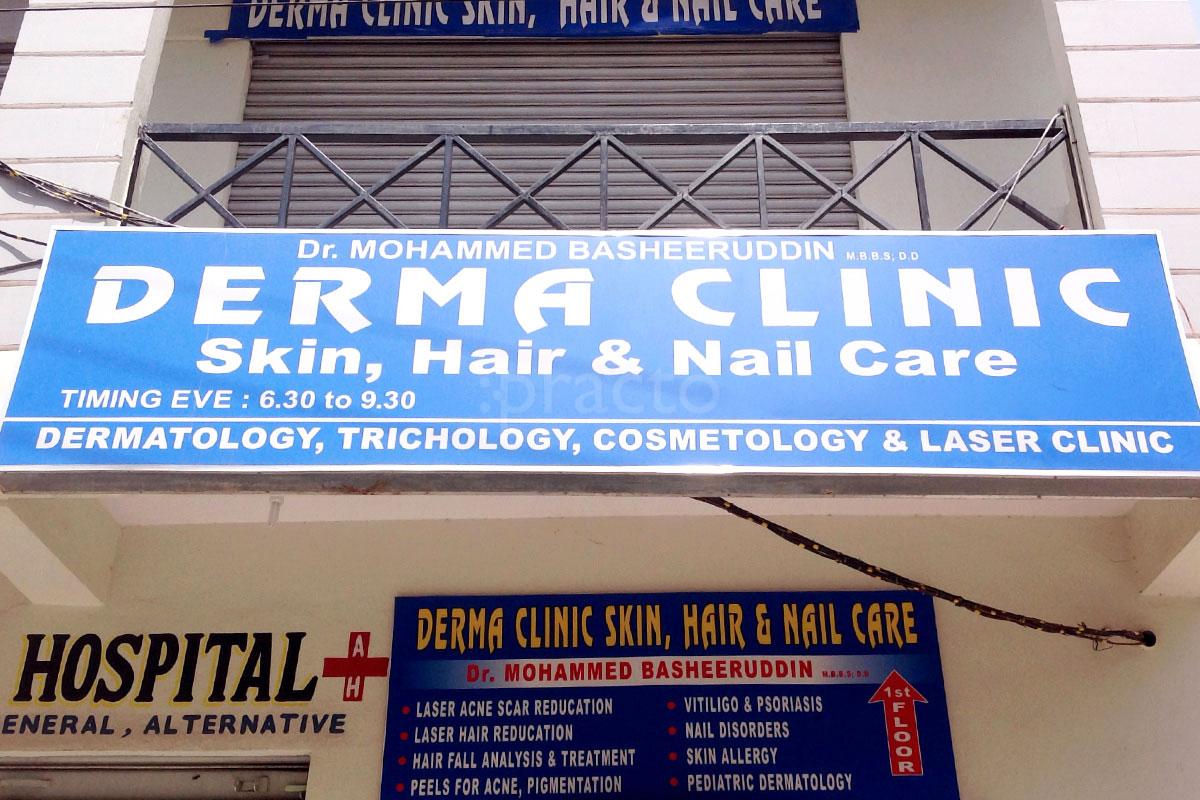 DERMA CLINIC SKIN, HAIR & NAIL CARE
Dr. MOHAMMED BASHEERUDDIN M.B.B.S; D.D
DERMA CLINIC
Skin, Hair & Nail Care
:practo
TIMING EVE : 6.30 to 9.30
DERMATOLOGY, TRICHOLOGY, COSMETOLOGY & LASER CLINIC
HOSPITAL
A
H
ENERAL, ALTERNATIVE
DERMA CLINIC SKIN, HAIR & NAIL CARE
Dr. MOHAMMED BASHEERUDDIN M.B.B.S; D.D
• LASER ACNE SCAR REDUCATION
• LASER HAIR REDUCATION
• HAIR FALL ANALYSIS & TREATMENT
• PEELS FOR ACNE, PIGMENTATION
• VITILIGO & PSORIASIS
• NAIL DISORDERS
• SKIN ALLERGY
• PEDIATRIC DERMATOLOGY
1st
FLOOR